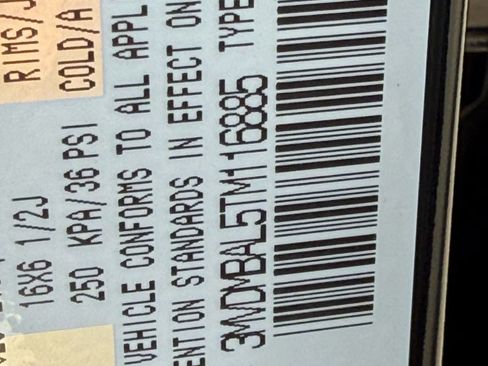 RIMS/J
COLD/A
16X6 1/2J
250 KPA/36 PSI
VEHICLE CONFORMS TO ALL APPL
ENTION STANDARDS IN EFFECT ON
3MVDMBAL5TM116885 TYPE